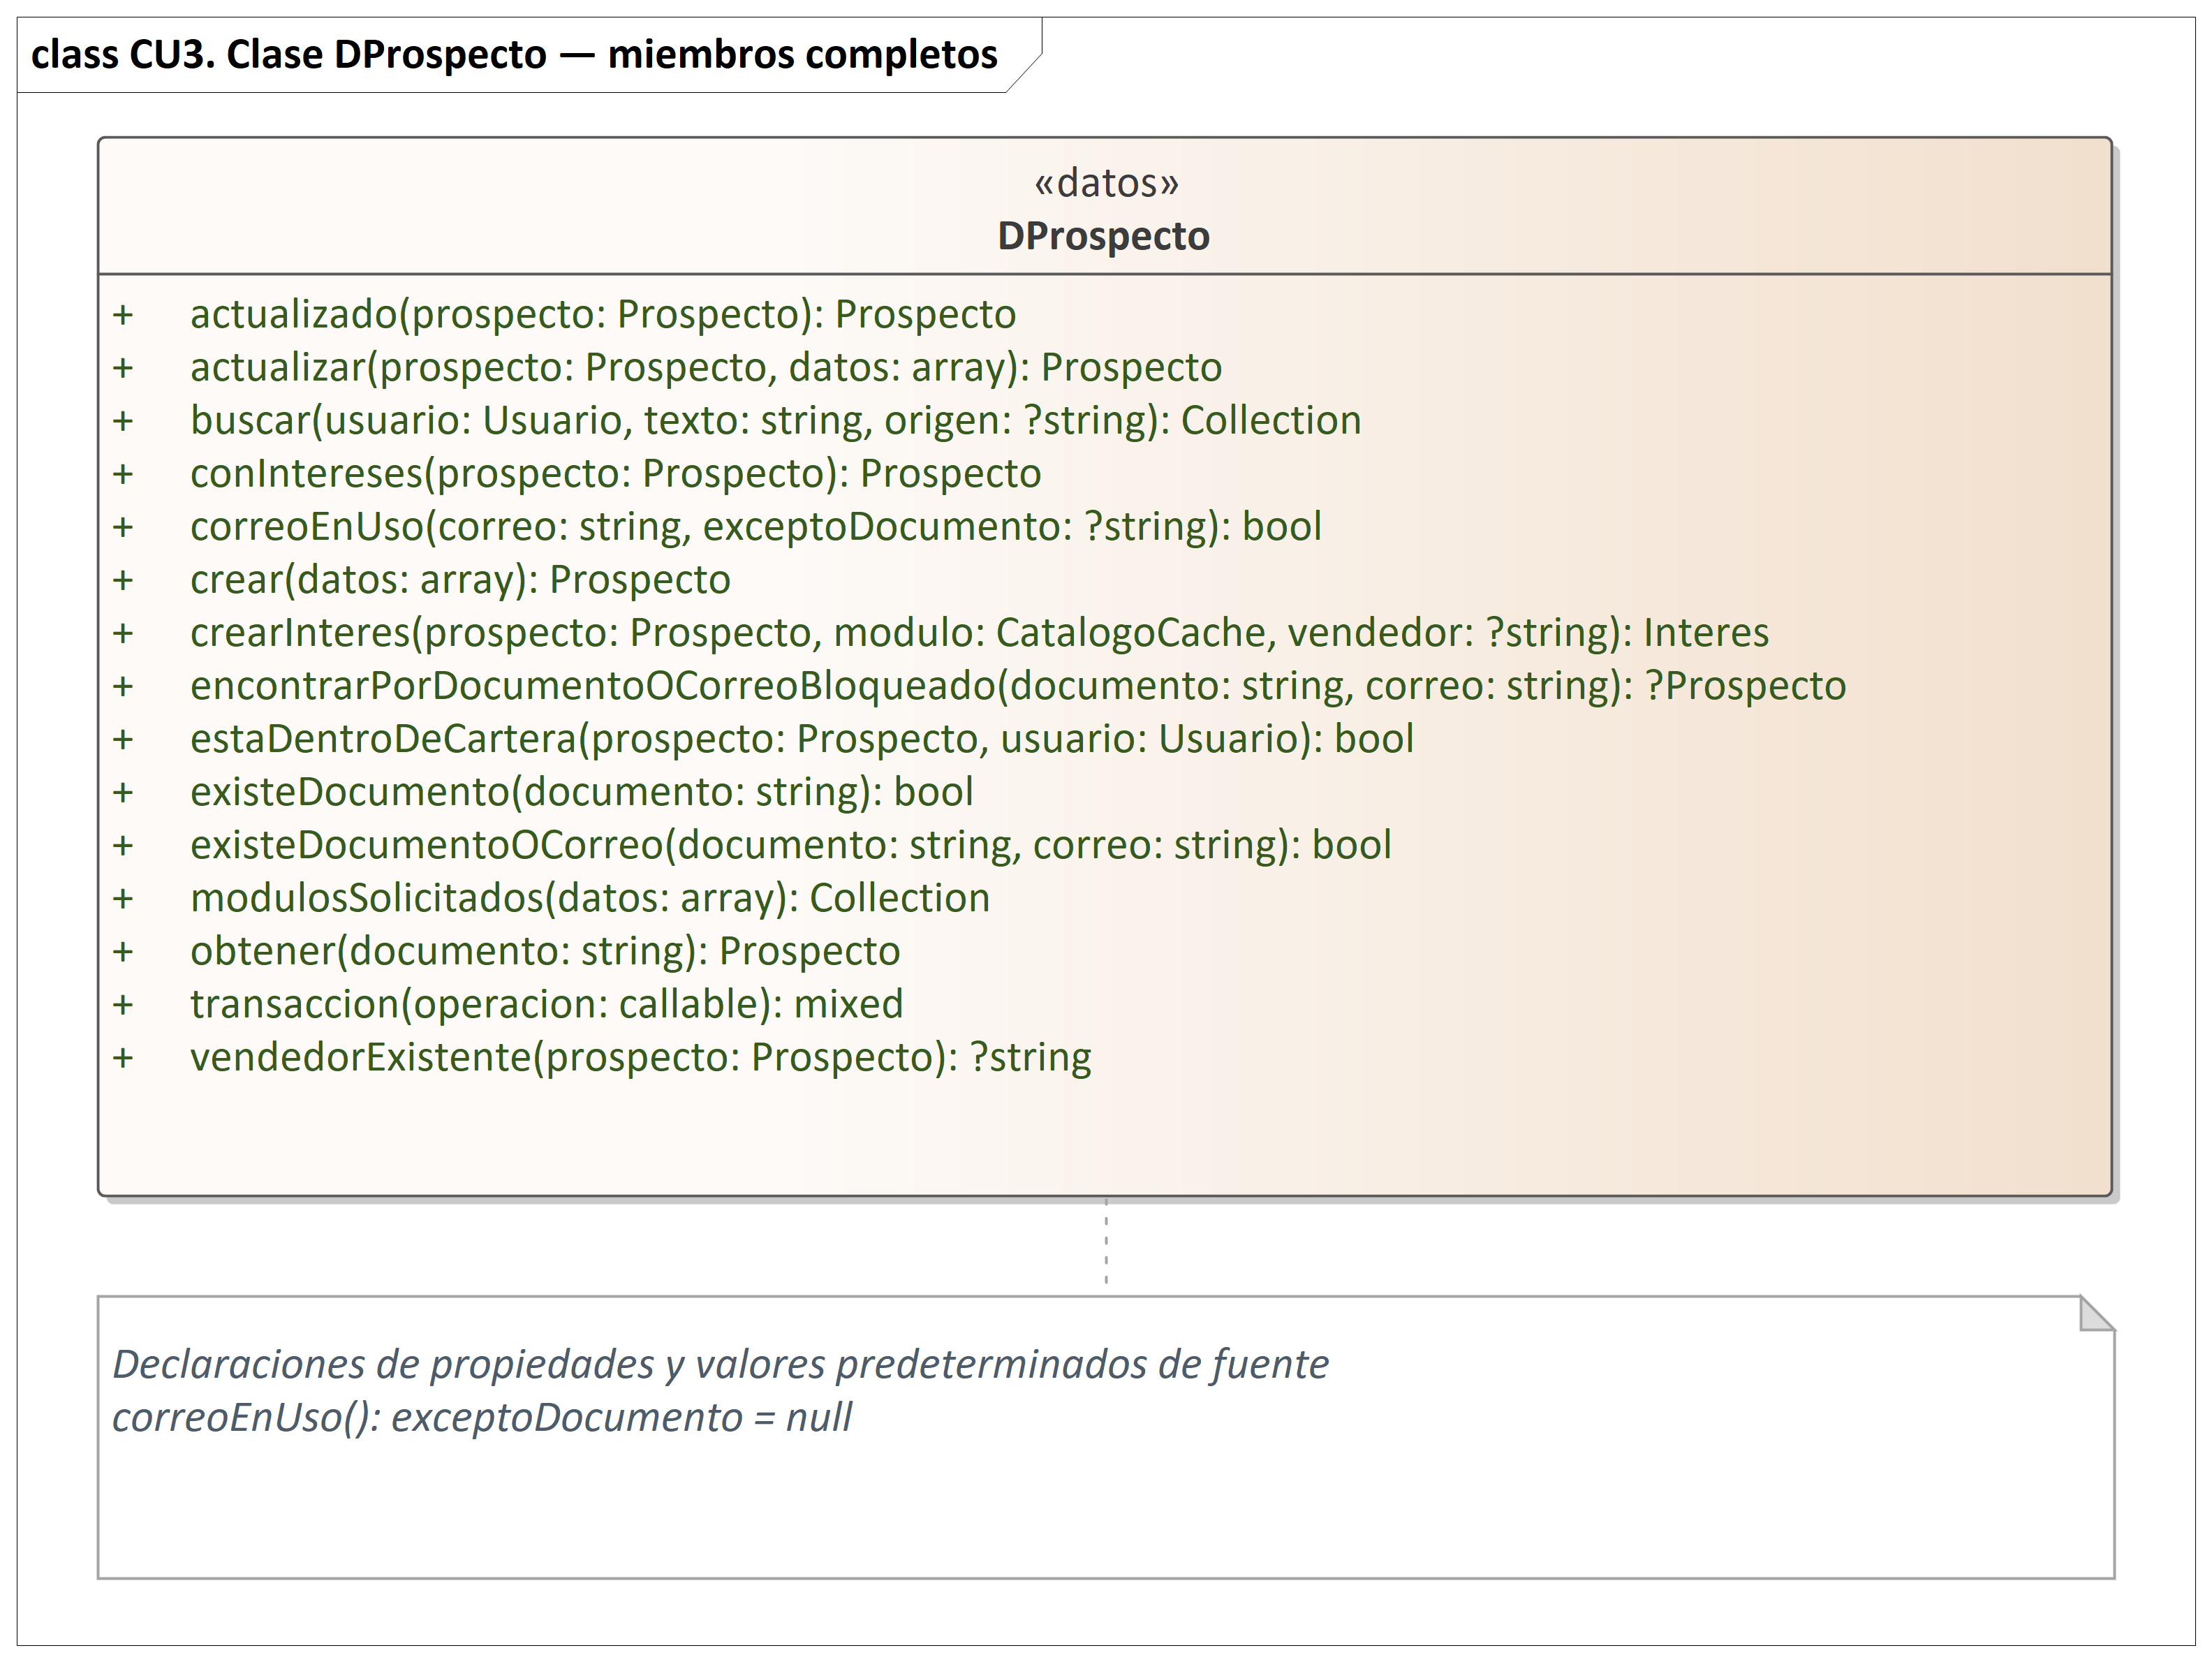 class CU3. Clase DProspecto — miembros completos
«datos»
DProspecto
+ actualizado(prospecto: Prospecto): Prospecto
+ actualizar(prospecto: Prospecto, datos: array): Prospecto
+ buscar(usuario: Usuario, texto: string, origen: ?string): Collection
+ conIntereses(prospecto: Prospecto): Prospecto
+ correoEnUso(correo: string, exceptoDocumento: ?string): bool
+ crear(datos: array): Prospecto
+ crearInteres(prospecto: Prospecto, modulo: CatalogoCache, vendedor: ?string): Interes
+ encontrarPorDocumentoOCorreoBloqueado(documento: string, correo: string): ?Prospecto
+ estaDentroDeCartera(prospecto: Prospecto, usuario: Usuario): bool
+ existeDocumento(documento: string): bool
+ existeDocumentoOCorreo(documento: string, correo: string): bool
+ modulosSolicitados(datos: array): Collection
+ obtener(documento: string): Prospecto
+ transaccion(operacion: callable): mixed
+ vendedorExistente(prospecto: Prospecto): ?string
Declaraciones de propiedades y valores predeterminados de fuente
correoEnUso(): exceptoDocumento = null